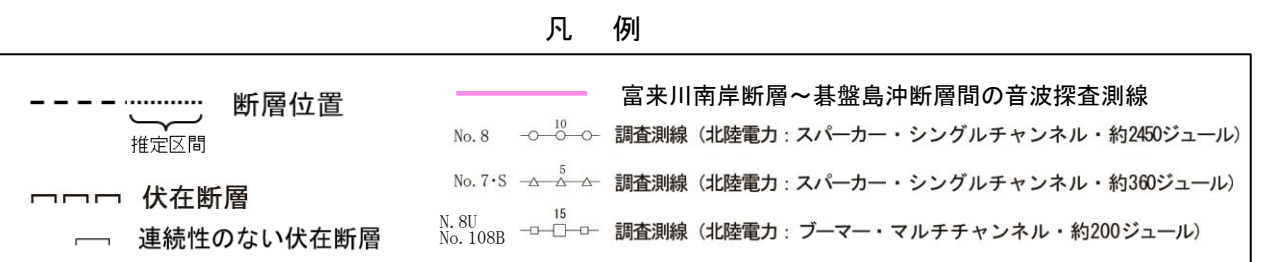 凡 例
断層位置
推定区間
伏在断層
連続性のない伏在断層
富来川南岸断層～碁盤島沖断層間の音波探査測線
No. 8 10 調査測線（北陸電力：スパーカー・シングルチャンネル・約2450ジュール）
No. 7・S 5 調査測線（北陸電力：スパーカー・シングルチャンネル・約360ジュール）
N. 8U
No. 108B 15 調査測線（北陸電力：ブーマー・マルチチャンネル・約200ジュール）